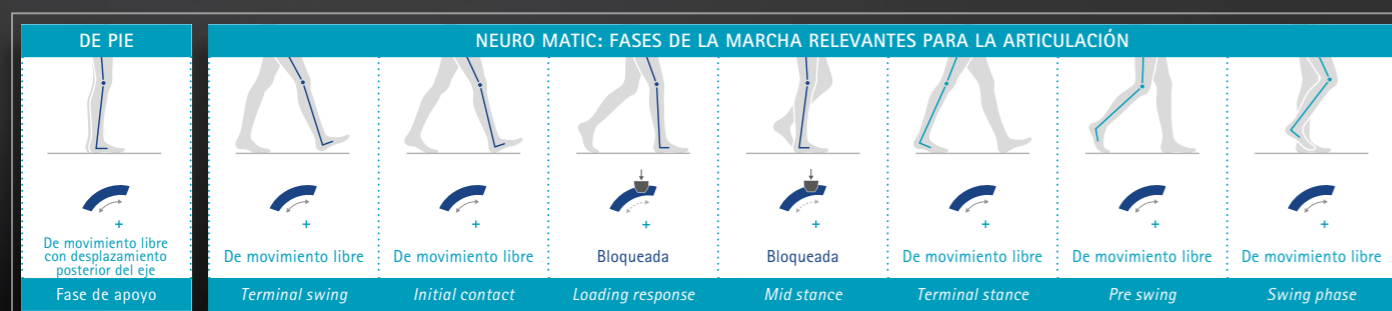 DE PIE
NEURO MATIC: FASES DE LA MARCHA RELEVANTES PARA LA ARTICULACIÓN
+
+
+
+
+
+
+
+
De movimiento libre
con desplazamiento
posterior del eje
De movimiento libre
De movimiento libre
Bloqueada
Bloqueada
De movimiento libre
De movimiento libre
De movimiento libre
Fase de apoyo
Terminal swing
Initial contact
Loading response
Mid stance
Terminal stance
Pre swing
Swing phase